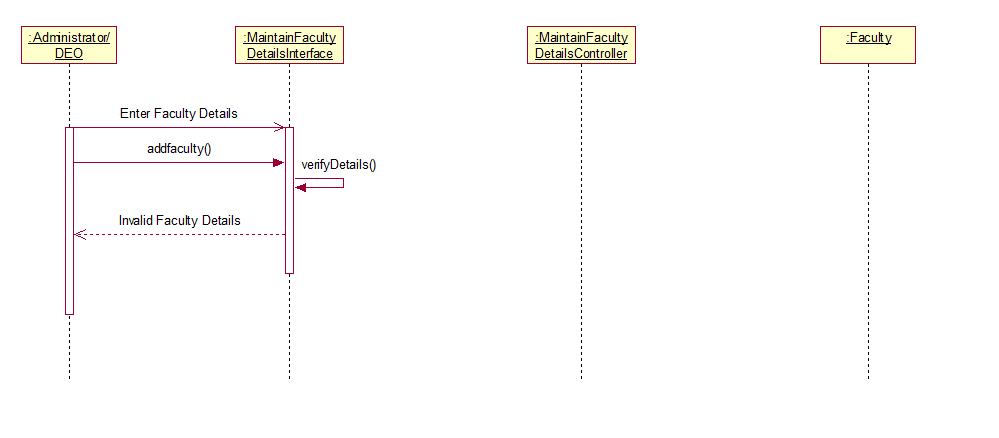 :Administrator/
DEO
:MaintainFaculty
DetailsInterface
:MaintainFaculty
DetailsController
:Faculty
Enter Faculty Details
addfaculty()
verifyDetails()
Invalid Faculty Details